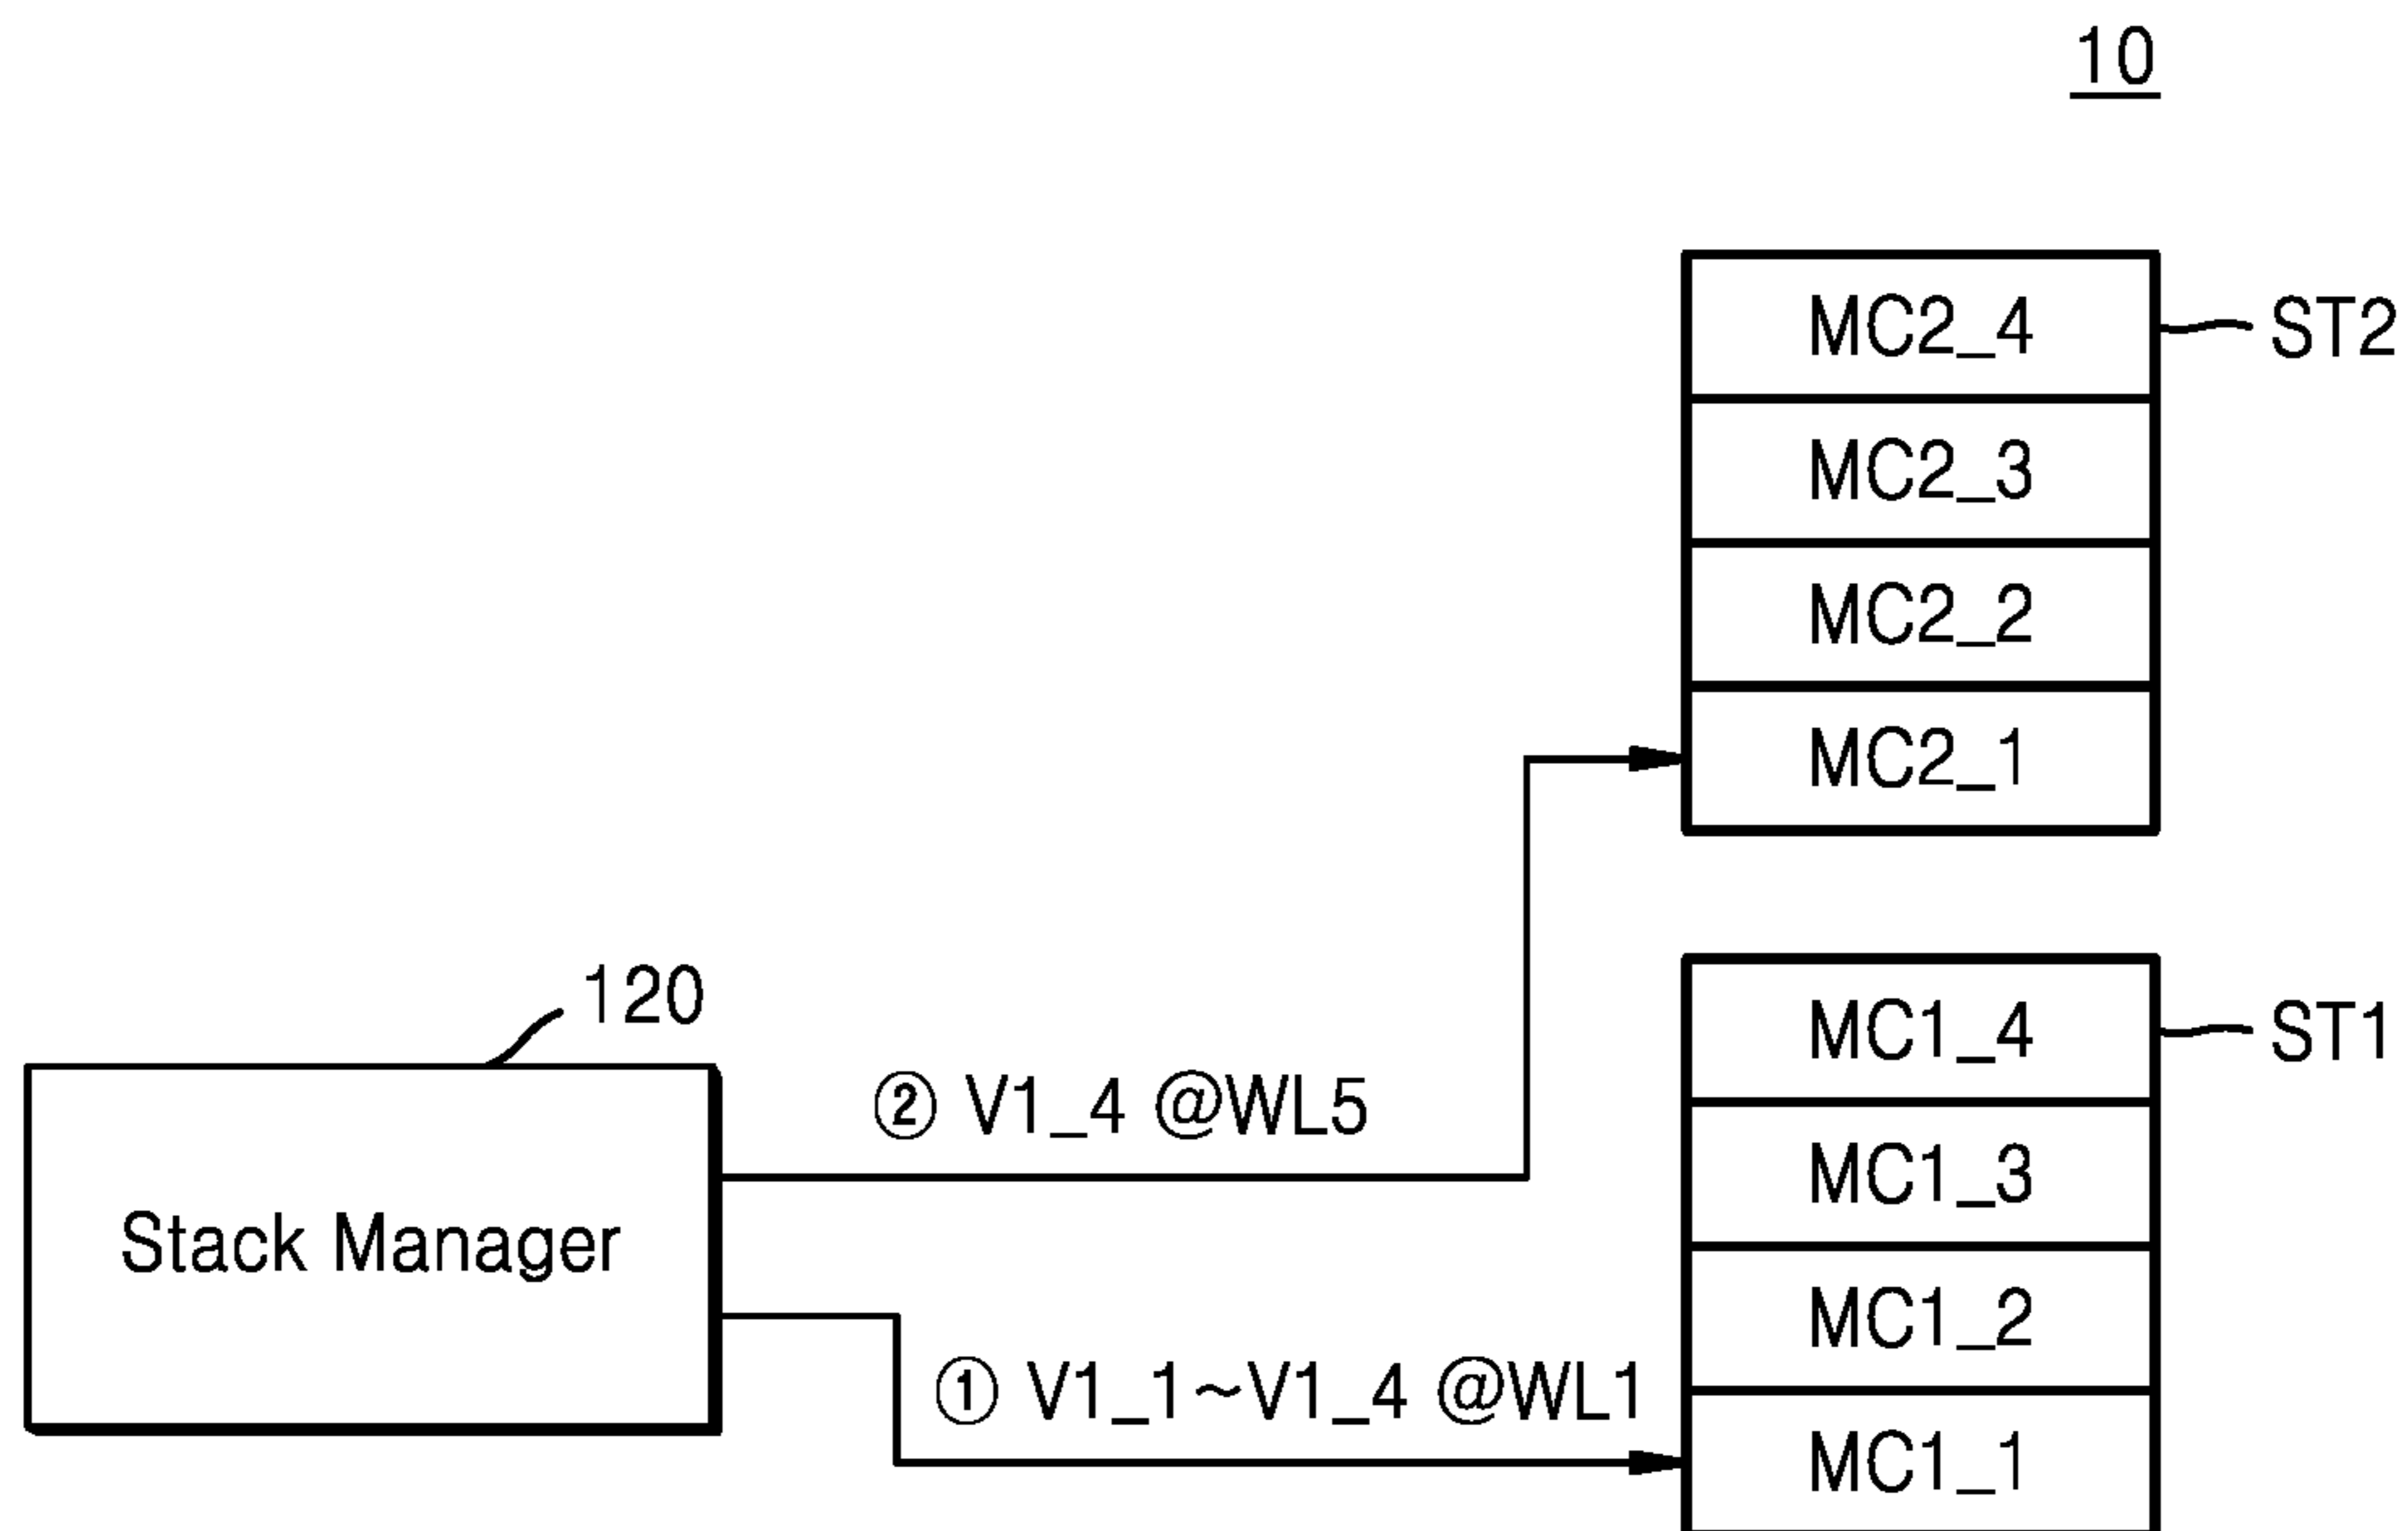 10
MC2_4
ST2
MC2_3
MC2_2
MC2_1
120
Stack Manager
② V1_4 @WL5
① V1_1~V1_4 @WL1
MC1_4
ST1
MC1_3
MC1_2
MC1_1